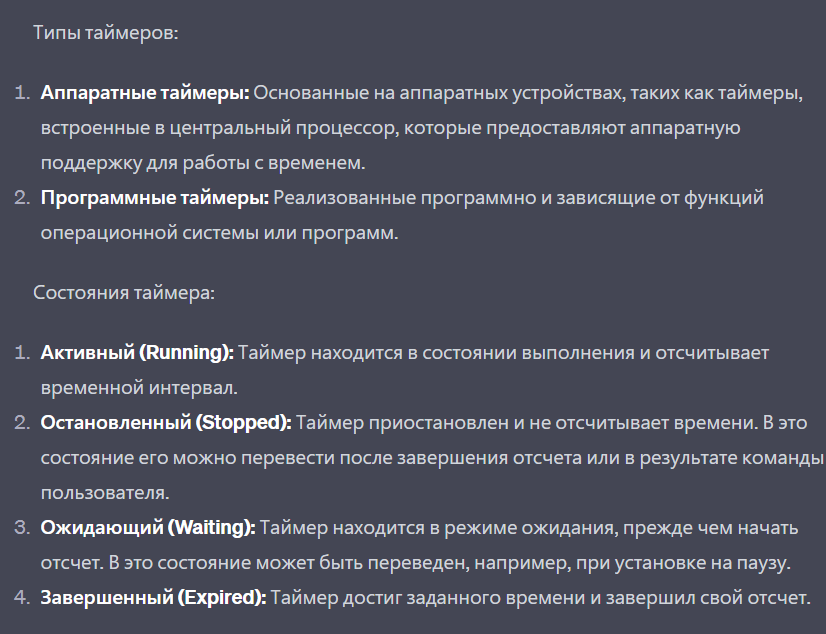 Типы таймеров:
1. Аппаратные таймеры: Основанные на аппаратных устройствах, таких как таймеры,
встроенные в центральный процессор, которые предоставляют аппаратную
поддержку для работы с временем.
2. Программные таймеры: Реализованные программно и зависящие от функций
операционной системы или программ.
Состояния таймера:
1. Активный (Running): Таймер находится в состоянии выполнения и отсчитывает
временной интервал.
2. Остановленный (Stopped): Таймер приостановлен и не отсчитывает времени. В это
состояние его можно перевести после завершения отсчета или в результате команды
пользователя.
3. Ожидающий (Waiting): Таймер находится в режиме ожидания, прежде чем начать
отсчет. В это состояние может быть переведен, например, при установке на паузу.
4. Завершенный (Expired): Таймер достиг заданного времени и завершил свой отсчет.